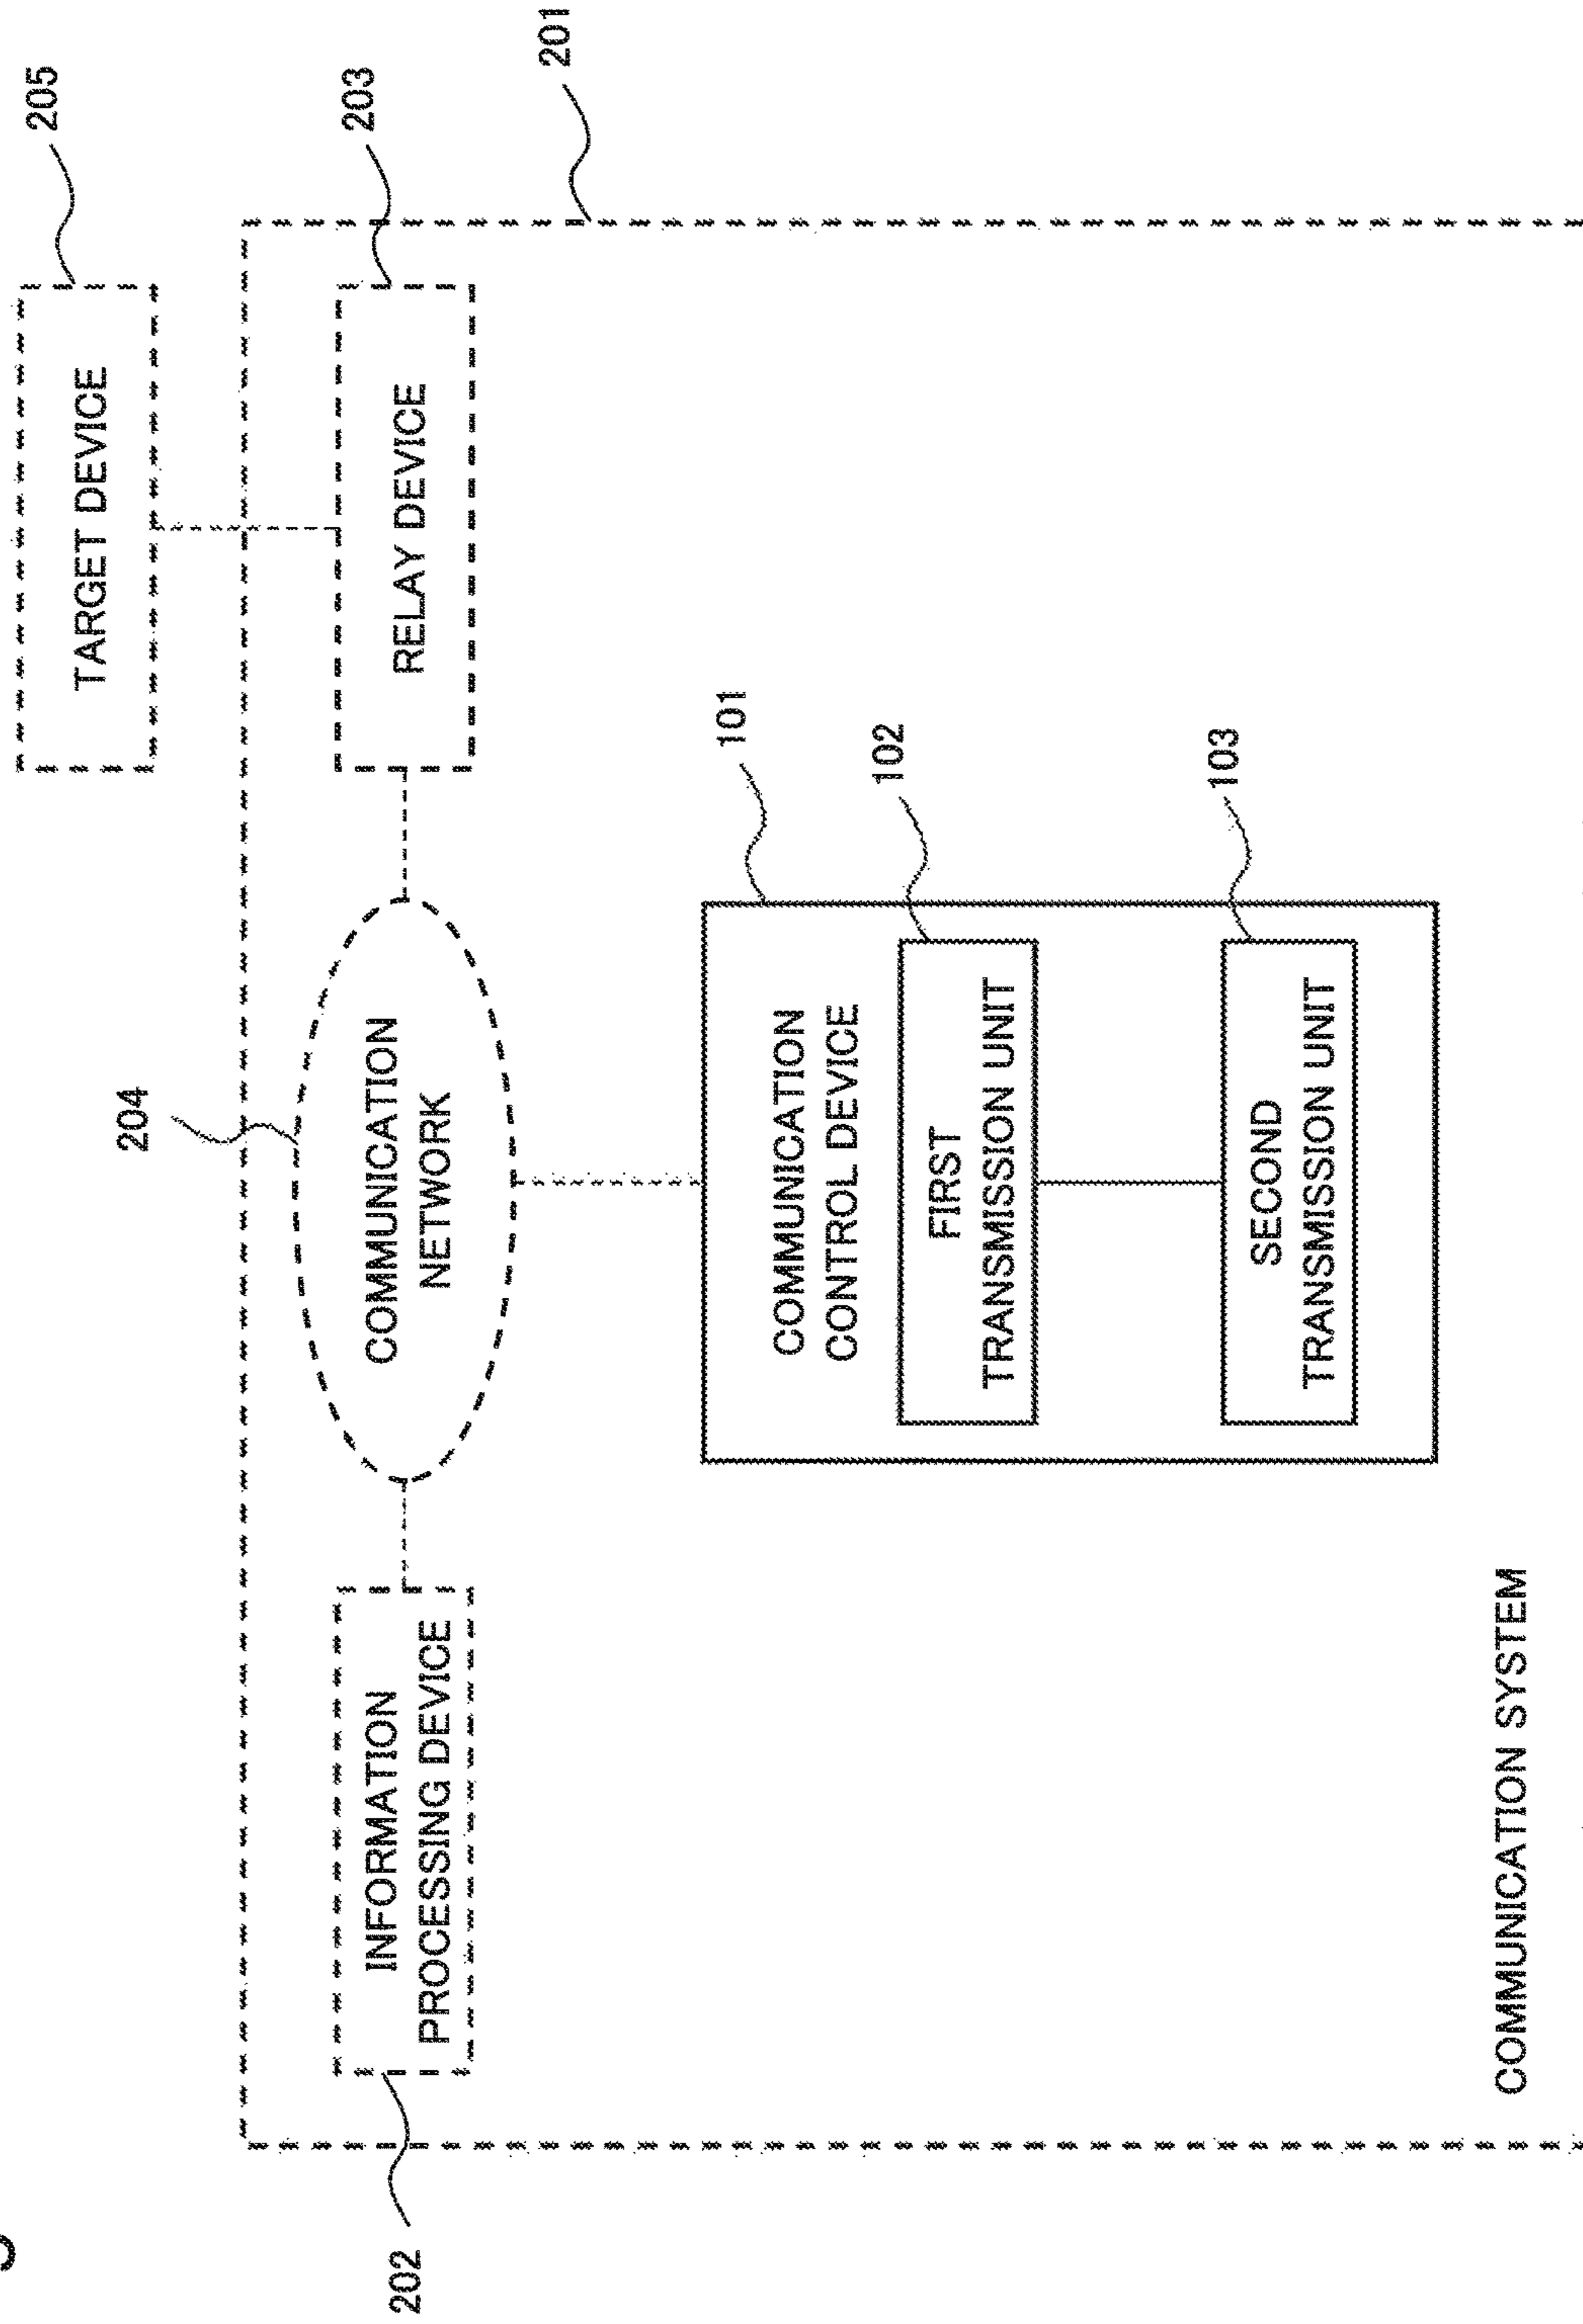 205
TARGET DEVICE
203
201
204
INFORMATION
PROCESSING DEVICE
202
COMMUNICATION
NETWORK
RELAY DEVICE
101
COMMUNICATION
CONTROL DEVICE
102
FIRST
TRANSMISSION UNIT
103
SECOND
TRANSMISSION UNIT
COMMUNICATION SYSTEM